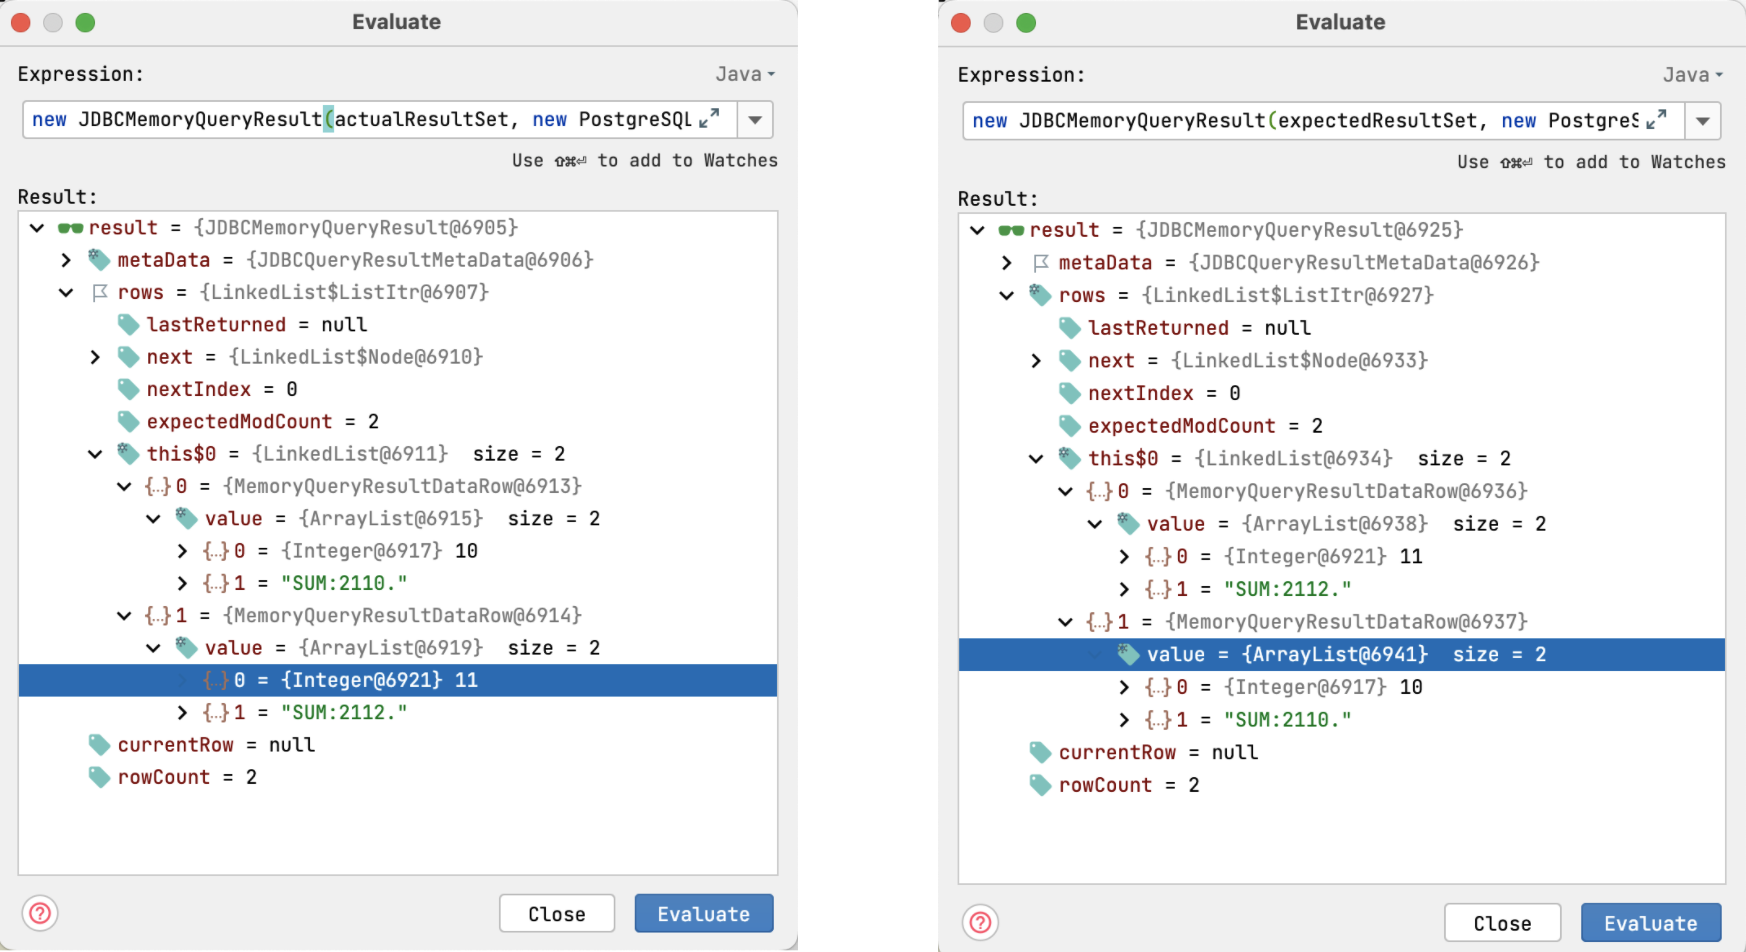 Evaluate
Expression:
Java
new JDBCMemoryQueryResult(actualResultSet, new PostgreSQL
Use ⇧⌘⏎ to add to Watches
Result:
result = {JDBCMemoryQueryResult@6905}
metaData = {JDBCQueryResultMetaData@6906}
rows = {LinkedList$ListItr@6907}
lastReturned = null
next = {LinkedList$Node@6910}
nextIndex = 0
expectedModCount = 2
this$0 = {LinkedList@6911} size = 2
{...} 0 = {MemoryQueryResultDataRow@6913}
value = {ArrayList@6915} size = 2
{...} 0 = {Integer@6917} 10
{...} 1 = "SUM:2110."
{...} 1 = {MemoryQueryResultDataRow@6914}
value = {ArrayList@6919} size = 2
{...} 0 = {Integer@6921} 11
{...} 1 = "SUM:2112."
currentRow = null
rowCount = 2
Close
Evaluate
Evaluate
Expression:
Java
new JDBCMemoryQueryResult(expectedResultSet, new PostgreS
Use ⇧⌘⏎ to add to Watches
Result:
result = {JDBCMemoryQueryResult@6925}
metaData = {JDBCQueryResultMetaData@6926}
rows = {LinkedList$ListItr@6927}
lastReturned = null
next = {LinkedList$Node@6933}
nextIndex = 0
expectedModCount = 2
this$0 = {LinkedList@6934} size = 2
{...} 0 = {MemoryQueryResultDataRow@6936}
value = {ArrayList@6938} size = 2
{...} 0 = {Integer@6921} 11
{...} 1 = "SUM:2112."
{...} 1 = {MemoryQueryResultDataRow@6937}
value = {ArrayList@6941} size = 2
{...} 0 = {Integer@6917} 10
{...} 1 = "SUM:2110."
currentRow = null
rowCount = 2
Close
Evaluate